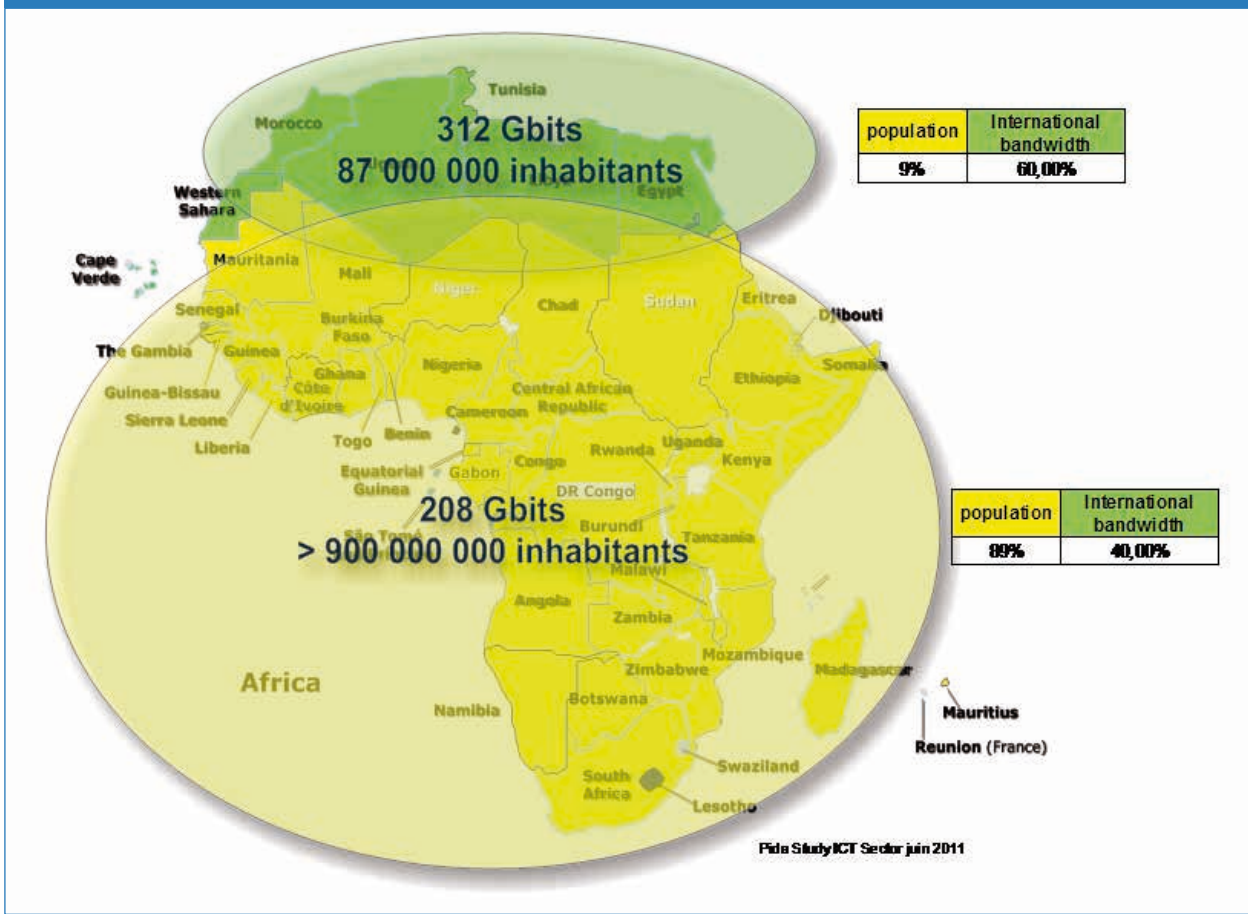 Tunisia
Morocco
312 Gbits
87 000 000 inhabitants
Egypt
Western
Sahara
population
International
bandwidth
9%
60,00%
Cape
Verde
Mauritania
Mali
Niger
Chad
Sudan
Eritrea
Djibouti
Senegal
The Gambia
Burkina
Faso
Guinea
Guinea-Bissau
Ghana
Côte
d'Ivoire
Nigeria
Ethiopia
Somalia
Sierra Leone
Liberia
Togo
Benin
Cameroon
Central African
Republic
Equatorial
Guinea
Gabon
Congo
Rwanda
Uganda
Kenya
DR Congo
208 Gbits
> 900 000 000 inhabitants
São Tomé
Burundi
Tanzania
Malawi
population
International
bandwidth
89%
40,00%
Angola
Zambia
Mozambique
Zimbabwe
Madagascar
Africa
Namibia
Botswana
Mauritius
Reunion (France)
Swaziland
South
Africa
Lesotho
Pida Study ICT Sector juin 2011